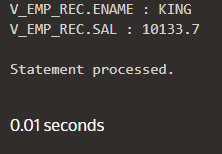 V_EMP_REC.ENAME : KING
V_EMP_REC.SAL : 10133.7
Statement processed.
0.01 seconds